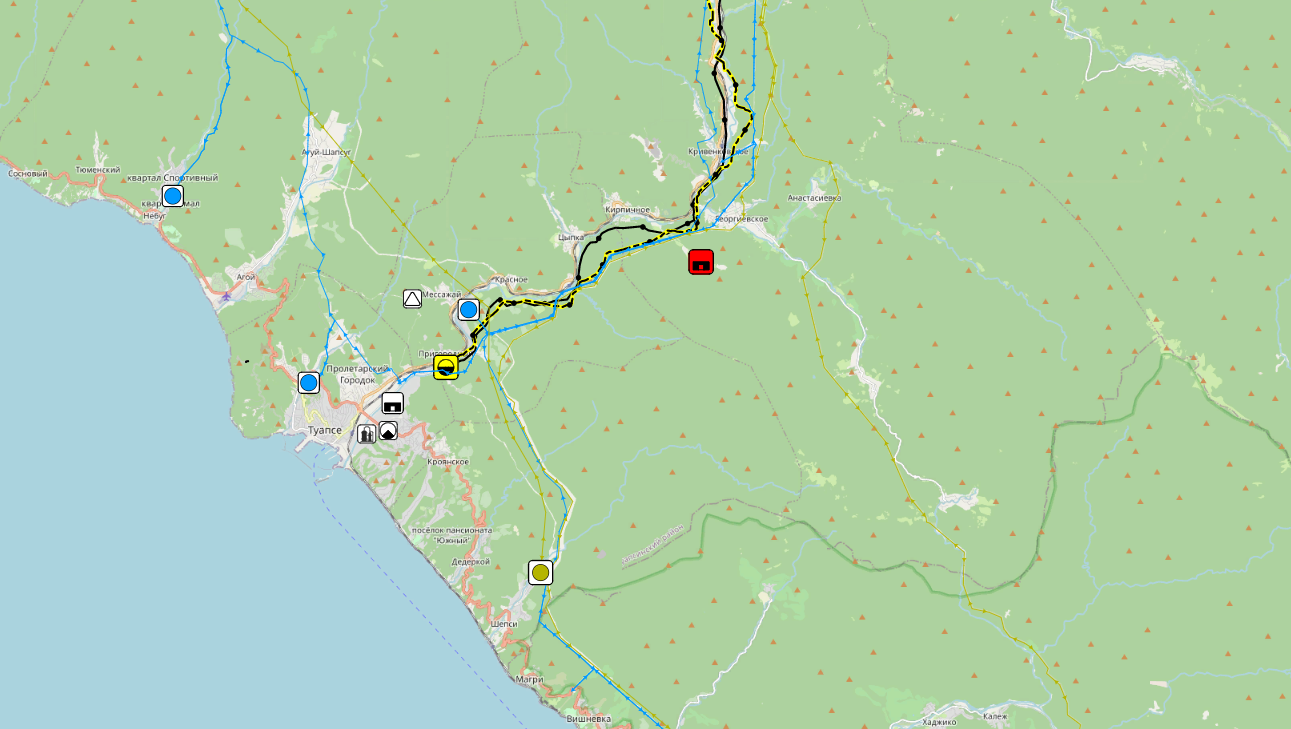 Агуй-Шапсуг
Кривенковское
Сосновый
Тюменский
квартал Спортивный
Небуг
Анастасиевка
Кирпичное
Георгиевское
Цыпка
Агой
Красное
Мессажай
Пролетарский
Городок
Туапсе
Кроянское
посёлок пансионата
"Южный"
Дедеркой
Шепси
Магри
Вишневка
Хаджико
Калеж